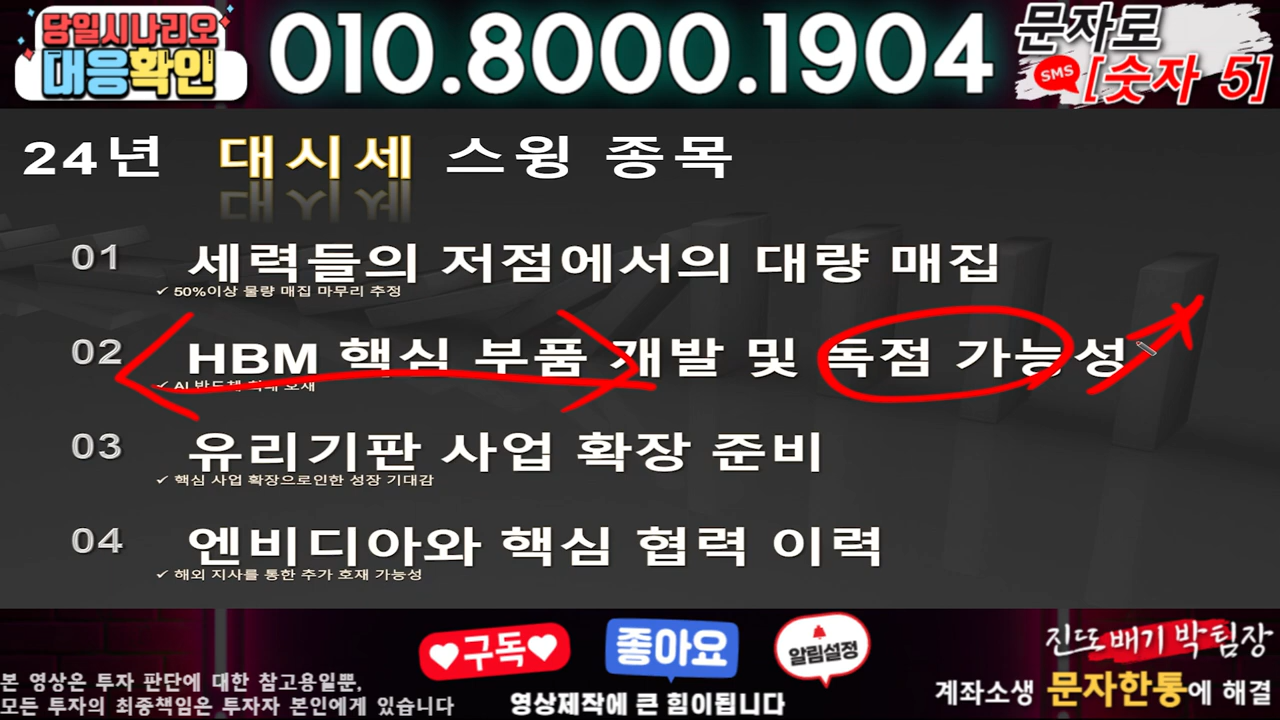 당일시나리오
대응확인
010.8000.1904
문자로
SMS [숫자 5]
24년 대시세 스윙 종목
01 세력들의 저점에서의 대량 매집
✓ 50%이상 물량 매집 마무리 추정
02 HBM 핵심 부품 개발 및 독점 가능성
✓ AI 반도체 확대 호재
03 유리기판 사업 확장 준비
✓ 핵심 사업 확장으로인한 성장 기대감
04 엔비디아와 핵심 협력 이력
✓ 해외 지사를 통한 추가 호재 가능성
구독
좋아요
알림설정
영상제작에 큰 힘이됩니다
본 영상은 투자 판단에 대한 참고용일뿐,
모든 투자의 최종책임은 투자자 본인에게 있습니다
진또배기 박팀장
계좌소생 문자한통에 해결